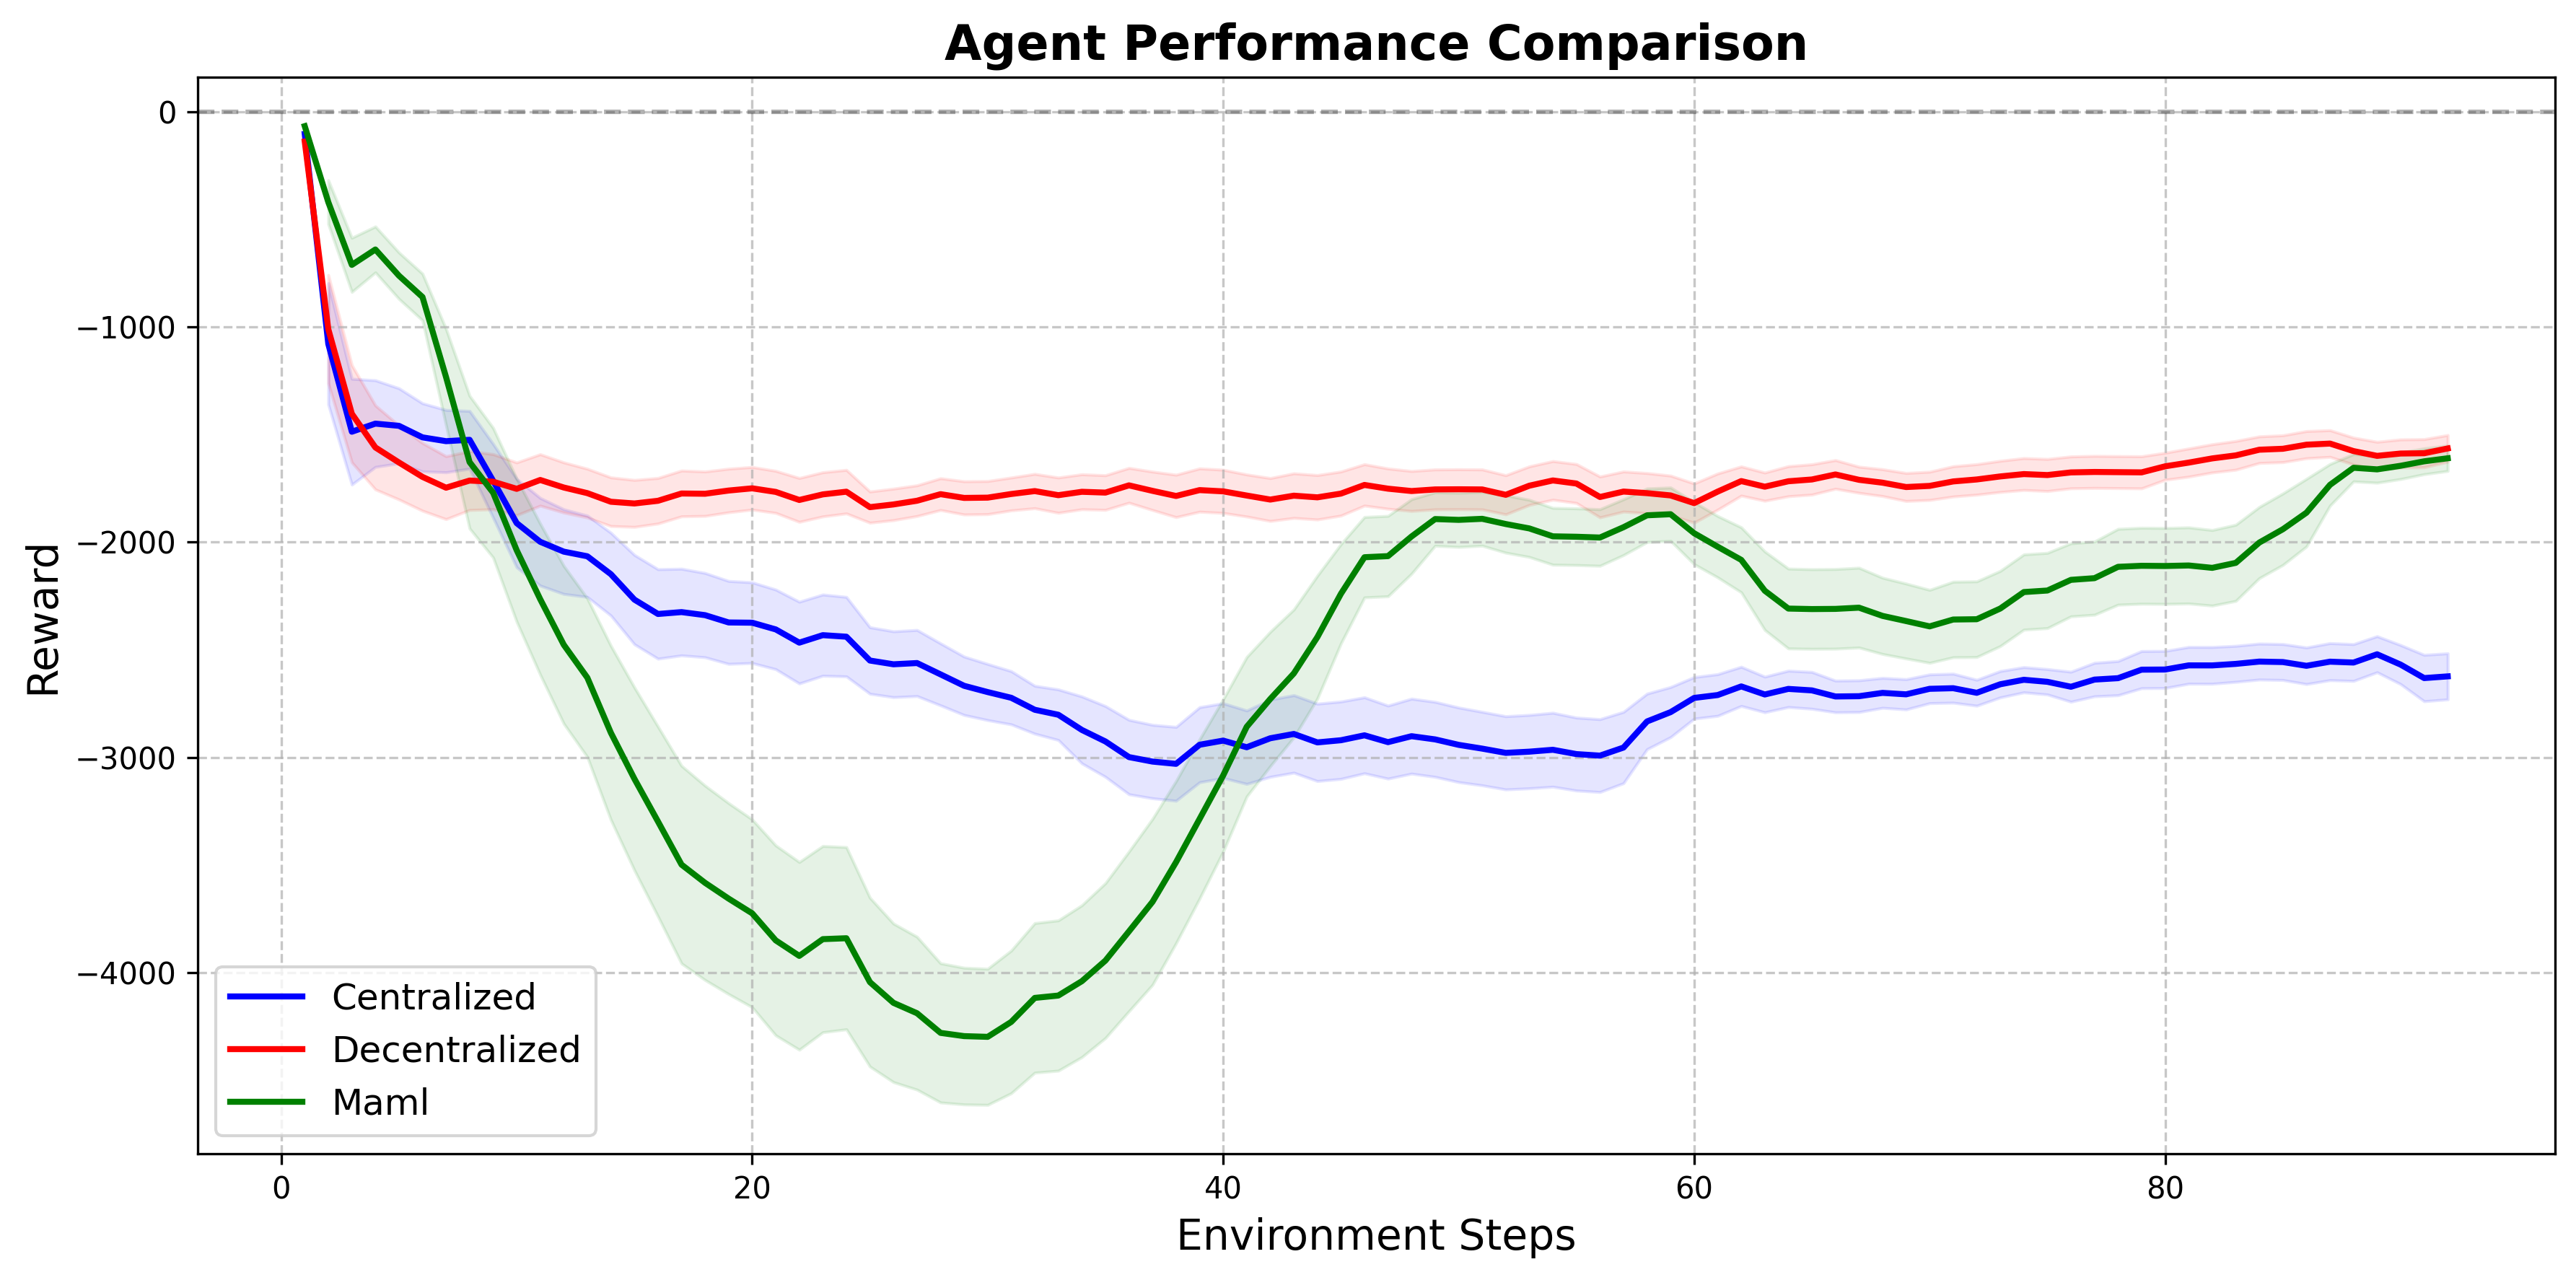 Agent Performance Comparison
0
−1000
−2000
−3000
−4000
Reward
Centralized
Decentralized
Maml
0 20 40 60 80
Environment Steps